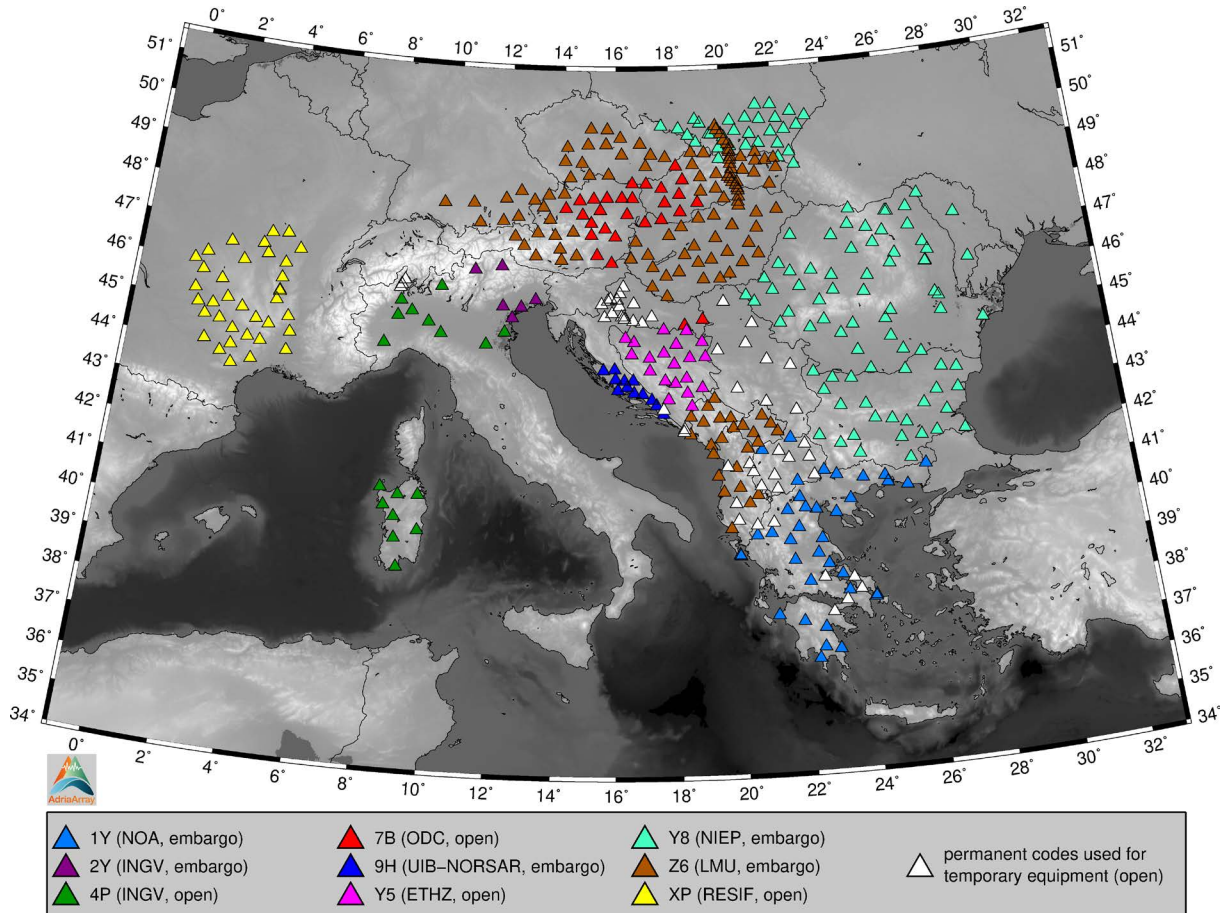 0˚ 2˚ 4˚ 6˚ 8˚ 10˚ 12˚ 14˚ 16˚ 18˚ 20˚ 22˚ 24˚ 26˚ 28˚ 30˚ 32˚
51˚ 51˚
50˚ 50˚
49˚ 49˚
48˚ 48˚
47˚ 47˚
46˚ 46˚
45˚ 45˚
44˚ 44˚
43˚ 43˚
42˚ 42˚
41˚ 41˚
40˚ 40˚
39˚ 39˚
38˚ 38˚
37˚ 37˚
36˚ 36˚
35˚ 35˚
34˚ 34˚
0˚ 2˚ 4˚ 6˚ 8˚ 10˚ 12˚ 14˚ 16˚ 18˚ 20˚ 22˚ 24˚ 26˚ 28˚ 30˚ 32˚
AdriaArray
1Y (NOA, embargo)
2Y (INGV, embargo)
4P (INGV, open)
7B (ODC, open)
9H (UIB−NORSAR, embargo)
Y5 (ETHZ, open)
Y8 (NIEP, embargo)
Z6 (LMU, embargo)
XP (RESIF, open)
permanent codes used for
temporary equipment (open)